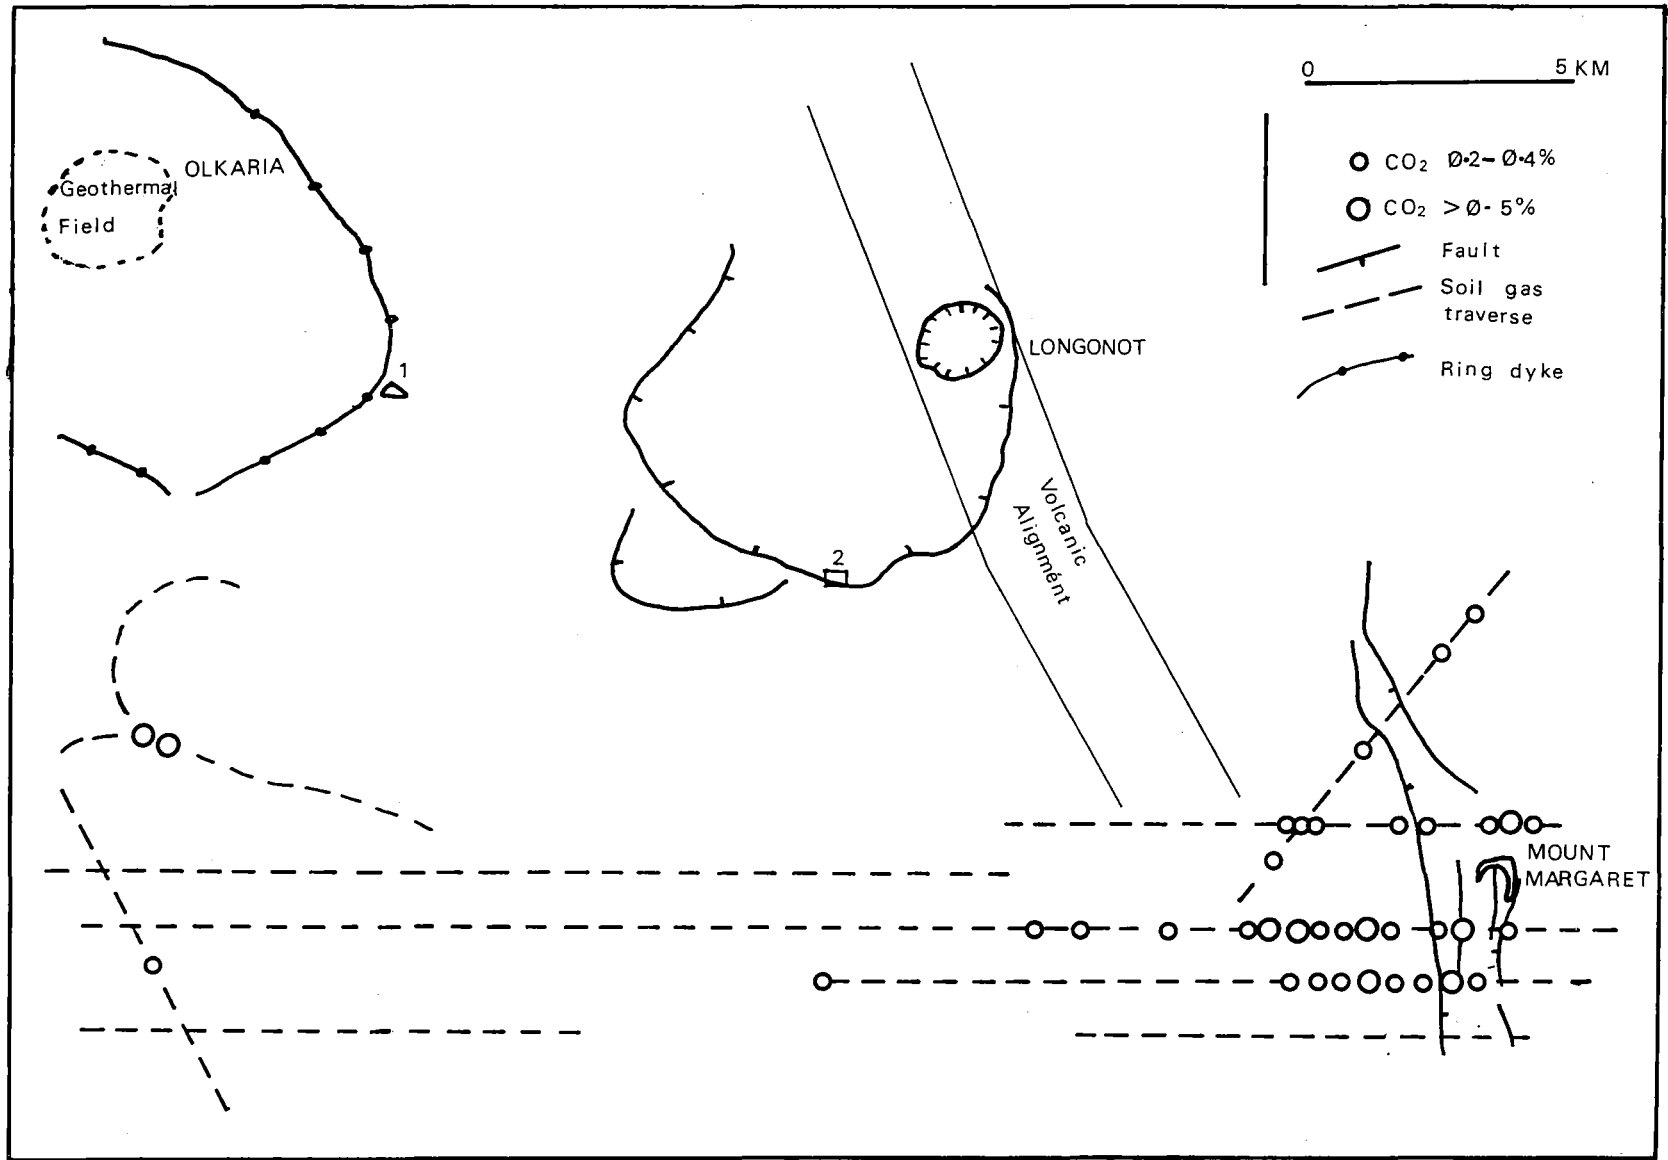 0 5 KM
CO₂ Ø·2–Ø·4%
CO₂ >Ø·5%
Fault
Soil gas
traverse
Ring dyke
OLKARIA
Geothermal
Field
1
LONGONOT
Volcanic
Alignmént
2
MOUNT
MARGARET